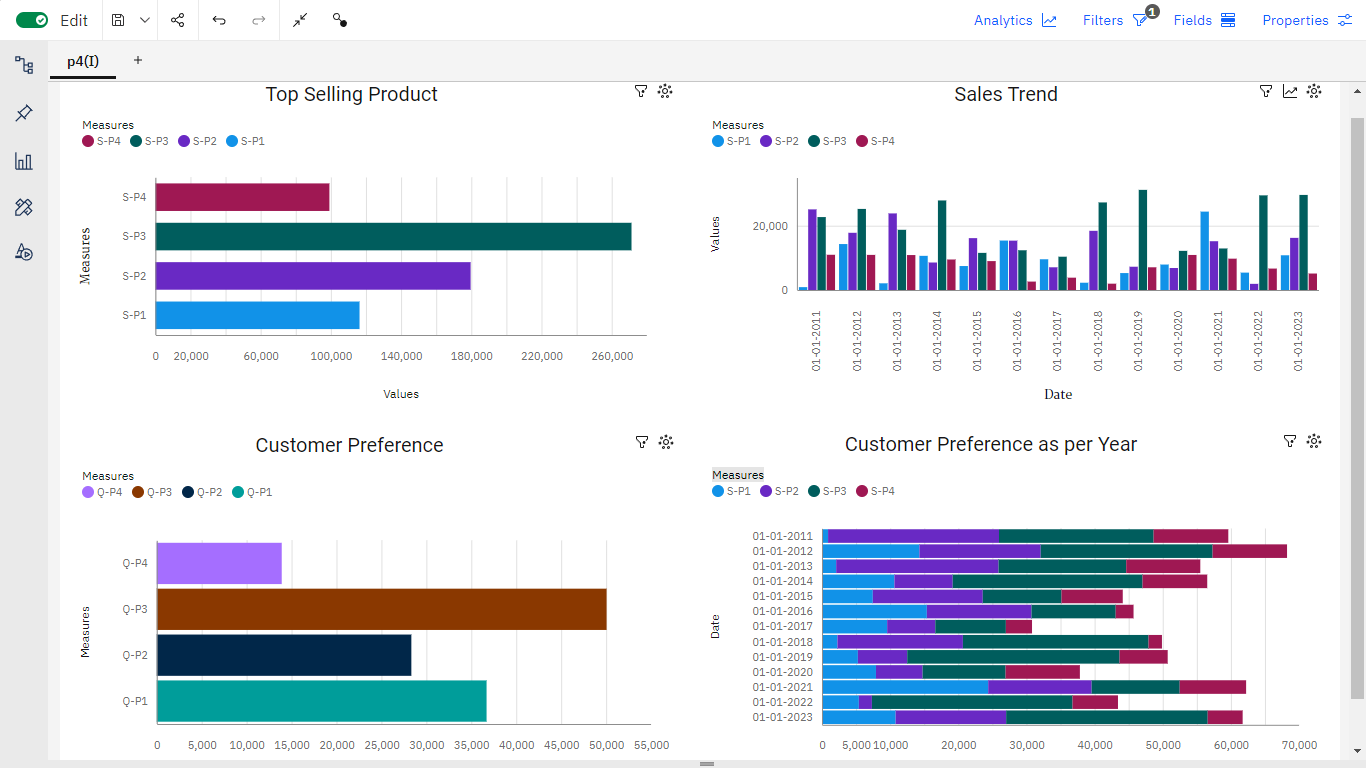 Edit Analytics Filters 1 Fields Properties
p4(I) +
Top Selling Product
Measures
S-P4 S-P3 S-P2 S-P1
Measures
S-P4
S-P3
S-P2
S-P1
0 20,000 60,000 100,000 140,000 180,000 220,000 260,000
Values
Sales Trend
Measures
S-P1 S-P2 S-P3 S-P4
Values
20,000
0
01-01-2011 01-01-2012 01-01-2013 01-01-2014 01-01-2015 01-01-2016 01-01-2017 01-01-2018 01-01-2019 01-01-2020 01-01-2021 01-01-2022 01-01-2023
Date
Customer Preference
Measures
Q-P4 Q-P3 Q-P2 Q-P1
Measures
Q-P4
Q-P3
Q-P2
Q-P1
0 5,000 10,000 15,000 20,000 25,000 30,000 35,000 40,000 45,000 50,000 55,000
Customer Preference as per Year
Measures
S-P1 S-P2 S-P3 S-P4
Date
01-01-2011
01-01-2012
01-01-2013
01-01-2014
01-01-2015
01-01-2016
01-01-2017
01-01-2018
01-01-2019
01-01-2020
01-01-2021
01-01-2022
01-01-2023
0 5,000 10,000 20,000 30,000 40,000 50,000 60,000 70,000